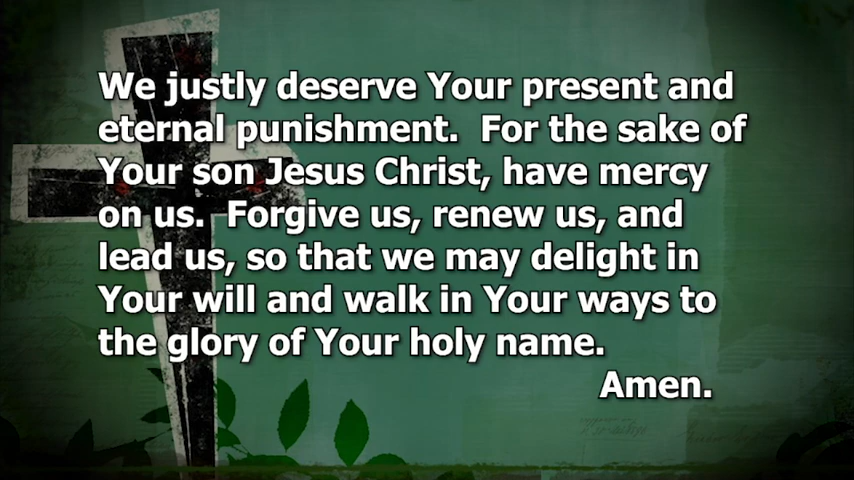 We justly deserve Your present and
eternal punishment.  For the sake of
Your son Jesus Christ, have mercy
on us.  Forgive us, renew us, and
lead us, so that we may delight in
Your will and walk in Your ways to
the glory of Your holy name.
Amen.